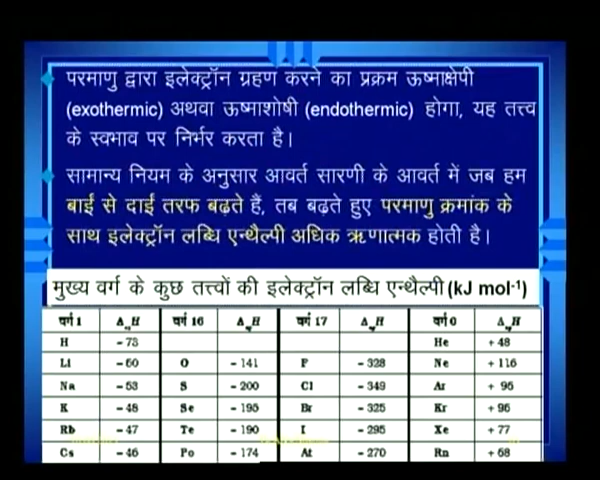 परमाणु द्वारा इलेक्ट्रॉन ग्रहण करने का प्रक्रम ऊष्माक्षेपी
(exothermic) अथवा ऊष्माशोषी (endothermic) होगा, यह तत्त्व
के स्वभाव पर निर्भर करता है।
सामान्य नियम के अनुसार आवर्त सारणी के आवर्त में जब हम
बाईं से दाईं तरफ बढ़ते हैं, तब बढ़ते हुए परमाणु क्रमांक के
साथ इलेक्ट्रॉन लब्धि एन्थैल्पी अधिक ऋणात्मक होती है।
मुख्य वर्ग के कुछ तत्त्वों की इलेक्ट्रॉन लब्धि एन्थैल्पी (kJ mol-1)
वर्ग 1 ΔegH वर्ग 16 ΔegH वर्ग 17 ΔegH वर्ग 0 ΔegH
H – 73 He + 48
Li – 60 O – 141 F – 328 Ne + 116
Na – 53 S – 200 Cl – 349 Ar + 96
K – 48 Se – 195 Br – 325 Kr + 96
Rb – 47 Te – 190 I – 295 Xe + 77
Cs – 46 Po – 174 At – 270 Rn + 68